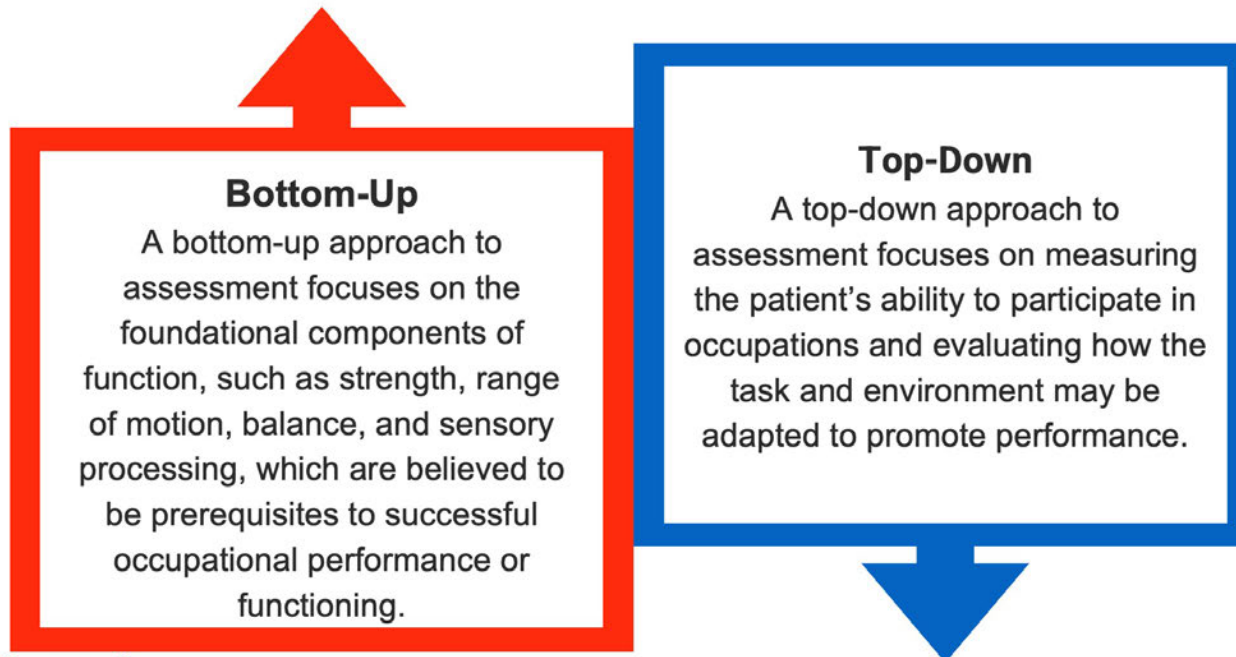 Bottom-Up
A bottom-up approach to
assessment focuses on the
foundational components of
function, such as strength, range
of motion, balance, and sensory
processing, which are believed to
be prerequisites to successful
occupational performance or
functioning.
Top-Down
A top-down approach to
assessment focuses on measuring
the patient’s ability to participate in
occupations and evaluating how the
task and environment may be
adapted to promote performance.